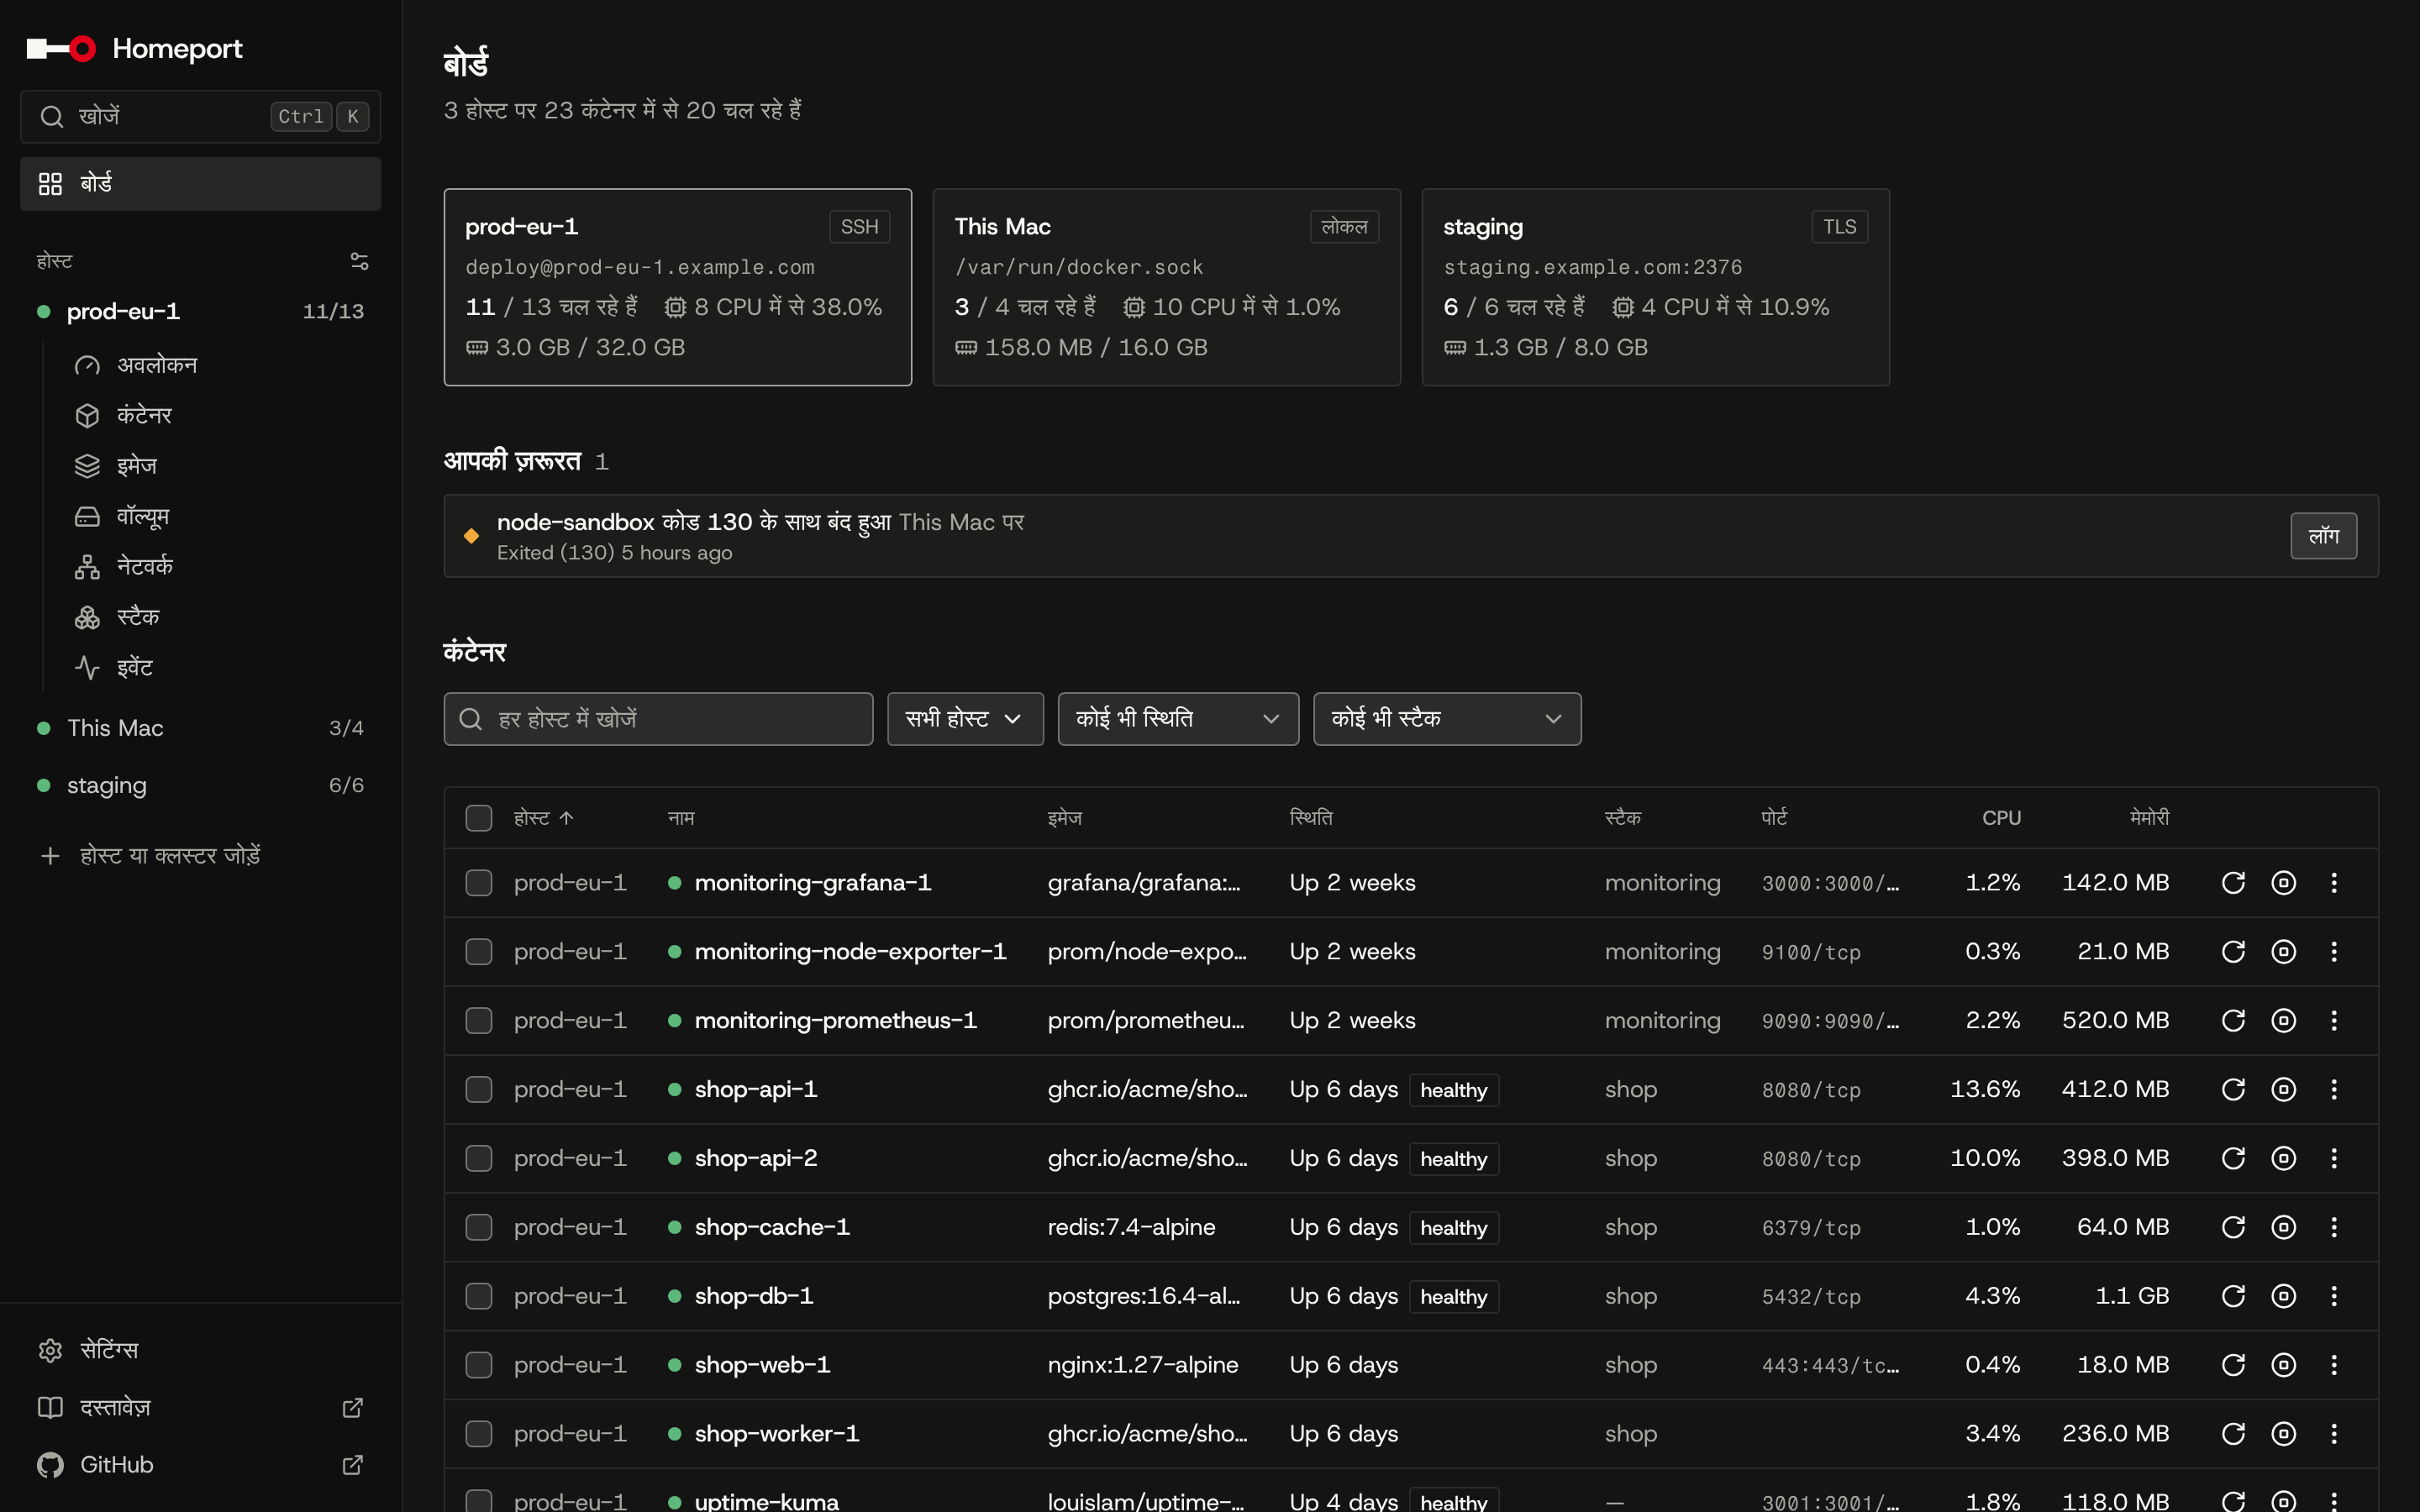 Homeport
खोजें Ctrl K
बोर्ड
होस्ट
prod-eu-1 11/13
अवलोकन
कंटेनर
इमेज
वॉल्यूम
नेटवर्क
स्टैक
इवेंट
This Mac 3/4
staging 6/6
होस्ट या क्लस्टर जोड़ें
सेटिंग्स
दस्तावेज़
GitHub
बोर्ड
3 होस्ट पर 23 कंटेनर में से 20 चल रहे हैं
prod-eu-1 SSH
deploy@prod-eu-1.example.com
11 / 13 चल रहे हैं 8 CPU में से 38.0%
3.0 GB / 32.0 GB
This Mac लोकल
/var/run/docker.sock
3 / 4 चल रहे हैं 10 CPU में से 1.0%
158.0 MB / 16.0 GB
staging TLS
staging.example.com:2376
6 / 6 चल रहे हैं 4 CPU में से 10.9%
1.3 GB / 8.0 GB
आपकी ज़रूरत 1
node-sandbox कोड 130 के साथ बंद हुआ This Mac पर
Exited (130) 5 hours ago
लॉग
कंटेनर
हर होस्ट में खोजें सभी होस्ट कोई भी स्थिति कोई भी स्टैक
होस्ट नाम इमेज स्थिति स्टैक पोर्ट CPU मेमोरी
prod-eu-1 monitoring-grafana-1 grafana/grafana:... Up 2 weeks monitoring 3000:3000/... 1.2% 142.0 MB
prod-eu-1 monitoring-node-exporter-1 prom/node-expo... Up 2 weeks monitoring 9100/tcp 0.3% 21.0 MB
prod-eu-1 monitoring-prometheus-1 prom/prometheu... Up 2 weeks monitoring 9090:9090/... 2.2% 520.0 MB
prod-eu-1 shop-api-1 ghcr.io/acme/sho... Up 6 days healthy shop 8080/tcp 13.6% 412.0 MB
prod-eu-1 shop-api-2 ghcr.io/acme/sho... Up 6 days healthy shop 8080/tcp 10.0% 398.0 MB
prod-eu-1 shop-cache-1 redis:7.4-alpine Up 6 days healthy shop 6379/tcp 1.0% 64.0 MB
prod-eu-1 shop-db-1 postgres:16.4-al... Up 6 days healthy shop 5432/tcp 4.3% 1.1 GB
prod-eu-1 shop-web-1 nginx:1.27-alpine Up 6 days shop 443:443/tc... 0.4% 18.0 MB
prod-eu-1 shop-worker-1 ghcr.io/acme/sho... Up 6 days shop 3.4% 236.0 MB
prod-eu-1 uptime-kuma louislam/uptime-... Up 4 days healthy — 3001:3001/... 1.8% 118.0 MB